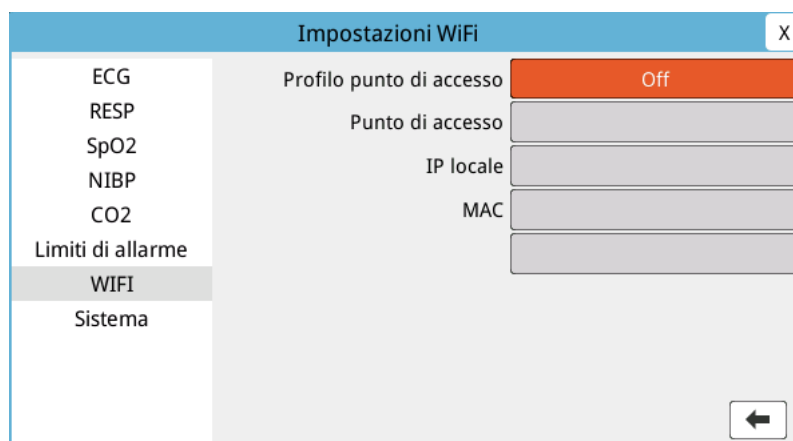 Impostazioni WiFi
X
ECG
RESP
SpO2
NIBP
CO2
Limiti di allarme
WIFI
Sistema
Profilo punto di accesso
Off
Punto di accesso
IP locale
MAC